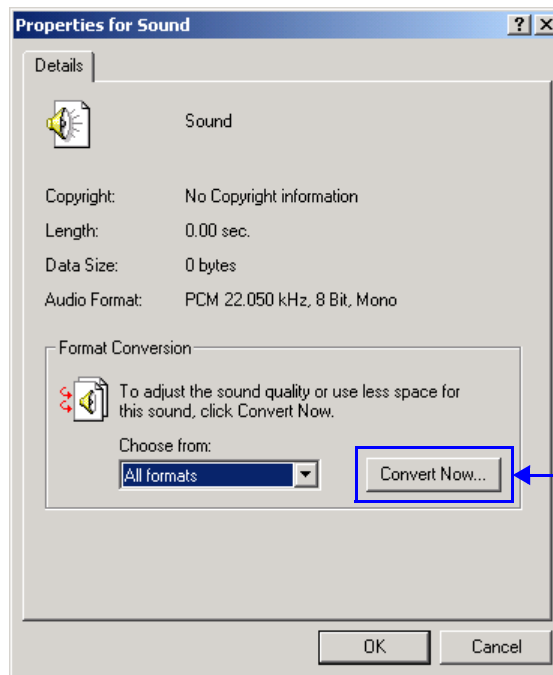 Properties for Sound
Details
Sound
Copyright: No Copyright information
Length: 0.00 sec.
Data Size: 0 bytes
Audio Format: PCM 22.050 kHz, 8 Bit, Mono
Format Conversion
To adjust the sound quality or use less space for
this sound, click Convert Now.
Choose from:
All formats
Convert Now...
OK Cancel